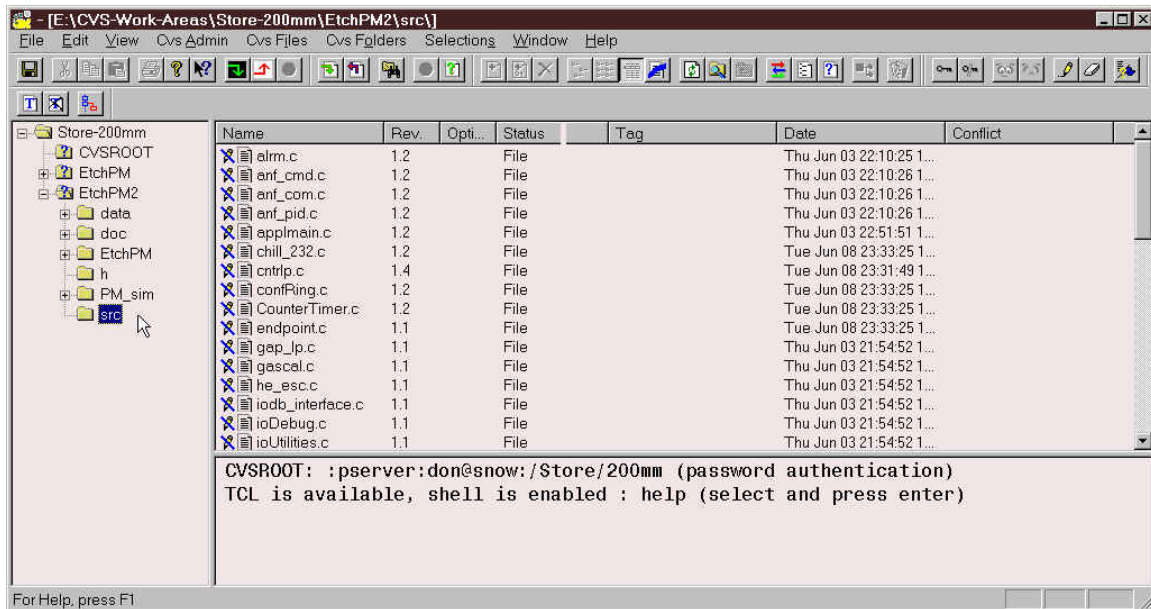 - [E:\CVS-Work-Areas\Store-200mm\EtchPM2\src\]
File Edit View Cvs Admin Cvs Files Cvs Folders Selections Window Help
Store-200mm
CVSROOT
EtchPM
EtchPM2
data
doc
EtchPM
h
PM_sim
src
Name Rev. Opti... Status Tag Date Conflict
alrm.c 1.2 File Thu Jun 03 22:10:25 1...
anf_cmd.c 1.2 File Thu Jun 03 22:10:26 1...
anf_com.c 1.2 File Thu Jun 03 22:10:26 1...
anf_pid.c 1.2 File Thu Jun 03 22:10:26 1...
applmain.c 1.2 File Thu Jun 03 22:51:51 1...
chill_232.c 1.2 File Tue Jun 08 23:33:25 1...
cntrlp.c 1.4 File Tue Jun 08 23:31:49 1...
confRing.c 1.2 File Tue Jun 08 23:33:25 1...
CounterTimer.c 1.2 File Tue Jun 08 23:33:25 1...
endpoint.c 1.1 File Tue Jun 08 23:33:25 1...
gap_lp.c 1.1 File Thu Jun 03 21:54:52 1...
gascal.c 1.1 File Thu Jun 03 21:54:52 1...
he_esc.c 1.1 File Thu Jun 03 21:54:52 1...
iodb_interface.c 1.1 File Thu Jun 03 21:54:52 1...
ioDebug.c 1.1 File Thu Jun 03 21:54:52 1...
ioUtilities.c 1.1 File Thu Jun 03 21:54:52 1...
CVSROOT: :pserver:don@snow:/Store/200mm (password authentication)
TCL is available, shell is enabled : help (select and press enter)
For Help, press F1